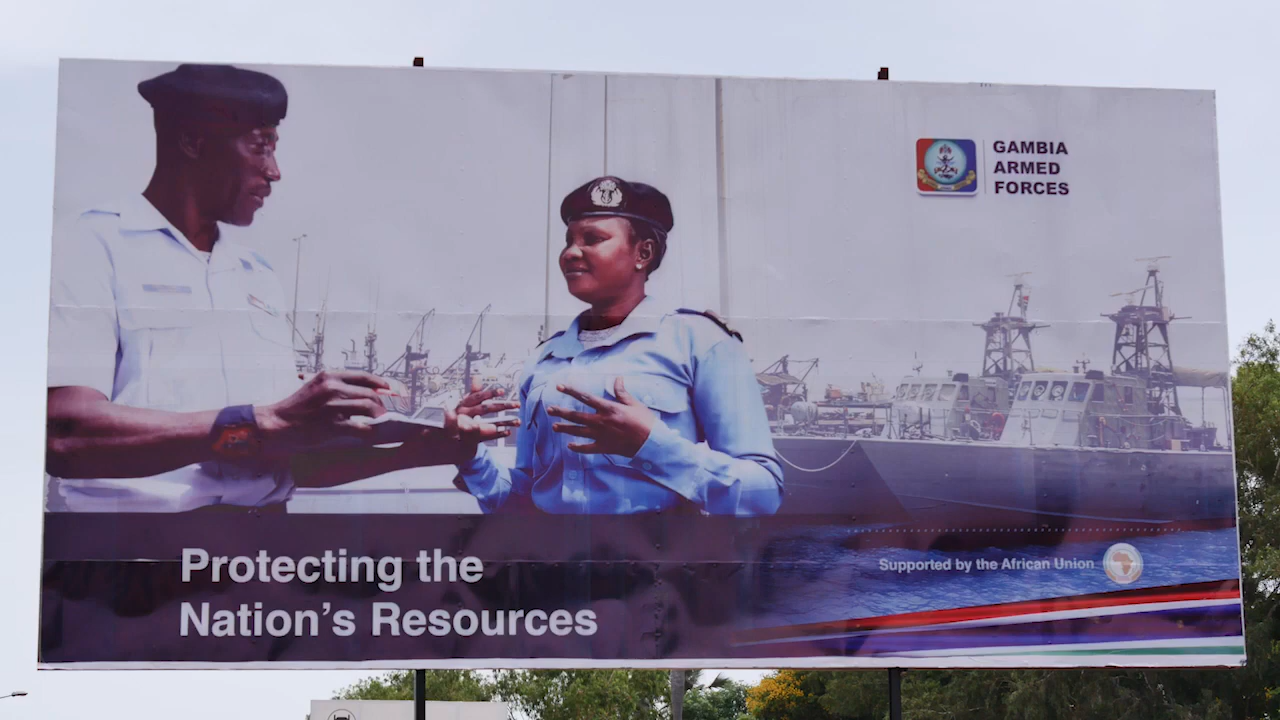 GAMBIA
ARMED
FORCES
Protecting the
Nation's Resources
Supported by the African Union